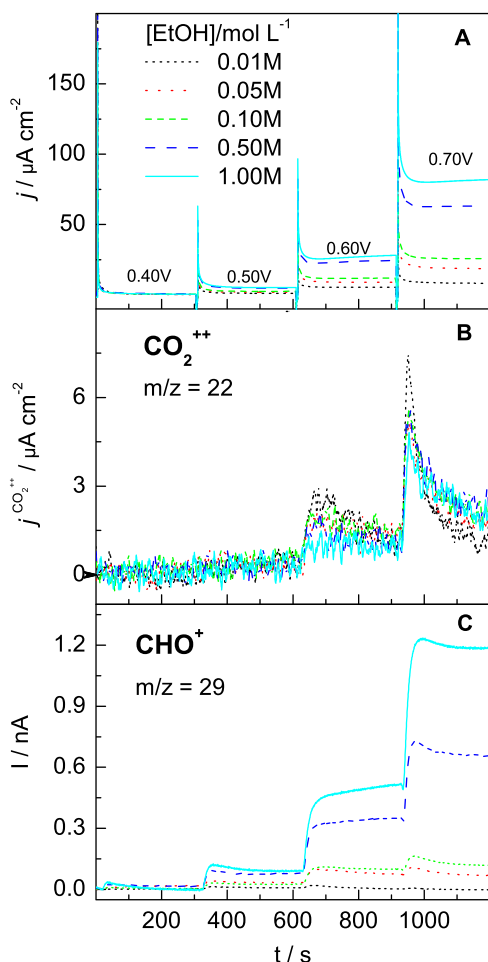 [EtOH]/mol L⁻¹
A
0.01M
0.05M
0.10M
0.50M
1.00M
150
100
50
j / µA cm⁻²
0.40V
0.50V
0.60V
0.70V
CO₂⁺⁺
B
m/z = 22
6
3
0
j^CO₂⁺⁺ / µA cm⁻²
CHO⁺
C
m/z = 29
1.2
0.9
0.6
0.3
0.0
I / nA
200 400 600 800 1000
t / s